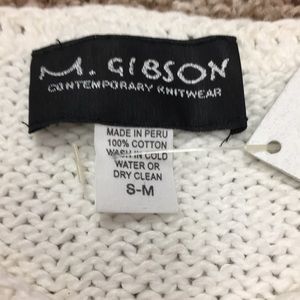 M. GIBSON
CONTEMPORARY KNITWEAR
MADE IN PERU
100% COTTON
WASH IN COLD
WATER OR
DRY CLEAN
S-M